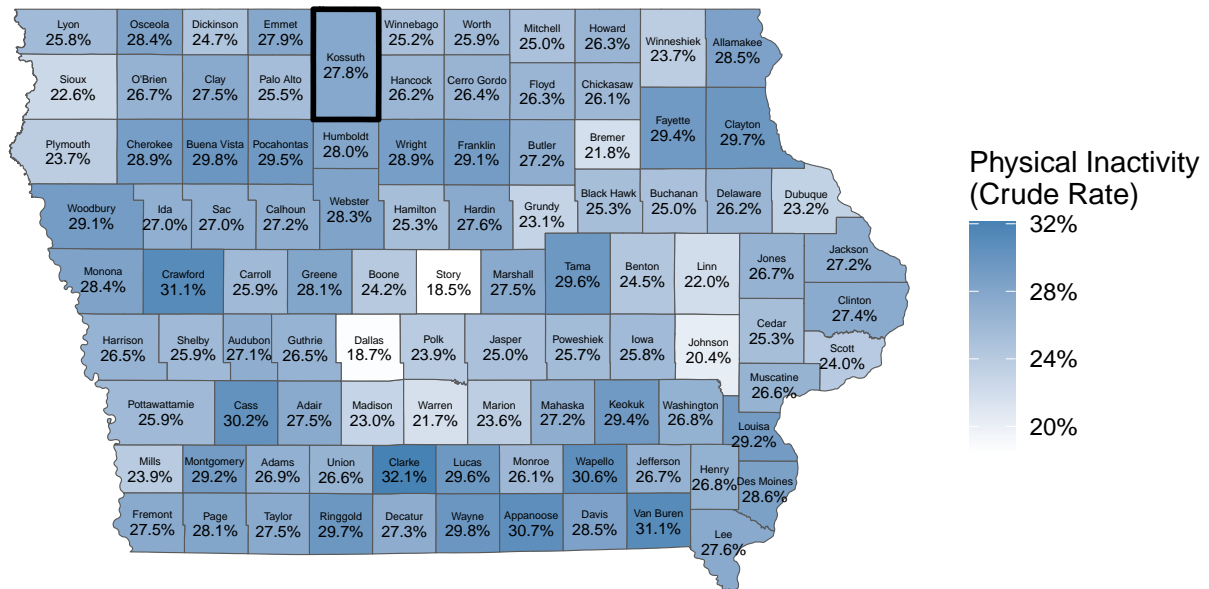 Lyon
25.8%
Osceola
28.4%
Dickinson
24.7%
Emmet
27.9%
Kossuth
27.8%
Winnebago
25.2%
Worth
25.9%
Mitchell
25.0%
Howard
26.3%
Winneshiek
23.7%
Allamakee
28.5%
Sioux
22.6%
O'Brien
26.7%
Clay
27.5%
Palo Alto
25.5%
Hancock
26.2%
Cerro Gordo
26.4%
Floyd
26.3%
Chickasaw
26.1%
Plymouth
23.7%
Cherokee
28.9%
Buena Vista
29.8%
Pocahontas
29.5%
Humboldt
28.0%
Wright
28.9%
Franklin
29.1%
Butler
27.2%
Bremer
21.8%
Fayette
29.4%
Clayton
29.7%
Woodbury
29.1%
Ida
27.0%
Sac
27.0%
Calhoun
27.2%
Webster
28.3%
Hamilton
25.3%
Hardin
27.6%
Grundy
23.1%
Black Hawk
25.3%
Buchanan
25.0%
Delaware
26.2%
Dubuque
23.2%
Monona
28.4%
Crawford
31.1%
Carroll
25.9%
Greene
28.1%
Boone
24.2%
Story
18.5%
Marshall
27.5%
Tama
29.6%
Benton
24.5%
Linn
22.0%
Jones
26.7%
Jackson
27.2%
Clinton
27.4%
Harrison
26.5%
Shelby
25.9%
Audubon
27.1%
Guthrie
26.5%
Dallas
18.7%
Polk
23.9%
Jasper
25.0%
Poweshiek
25.7%
Iowa
25.8%
Johnson
20.4%
Cedar
25.3%
Scott
24.0%
Muscatine
26.6%
Pottawattamie
25.9%
Cass
30.2%
Adair
27.5%
Madison
23.0%
Warren
21.7%
Marion
23.6%
Mahaska
27.2%
Keokuk
29.4%
Washington
26.8%
Louisa
29.2%
Mills
23.9%
Montgomery
29.2%
Adams
26.9%
Union
26.6%
Clarke
32.1%
Lucas
29.6%
Monroe
26.1%
Wapello
30.6%
Jefferson
26.7%
Henry
26.8%
Des Moines
28.6%
Fremont
27.5%
Page
28.1%
Taylor
27.5%
Ringgold
29.7%
Decatur
27.3%
Wayne
29.8%
Appanoose
30.7%
Davis
28.5%
Van Buren
31.1%
Lee
27.6%
Physical Inactivity
(Crude Rate)
32%
28%
24%
20%